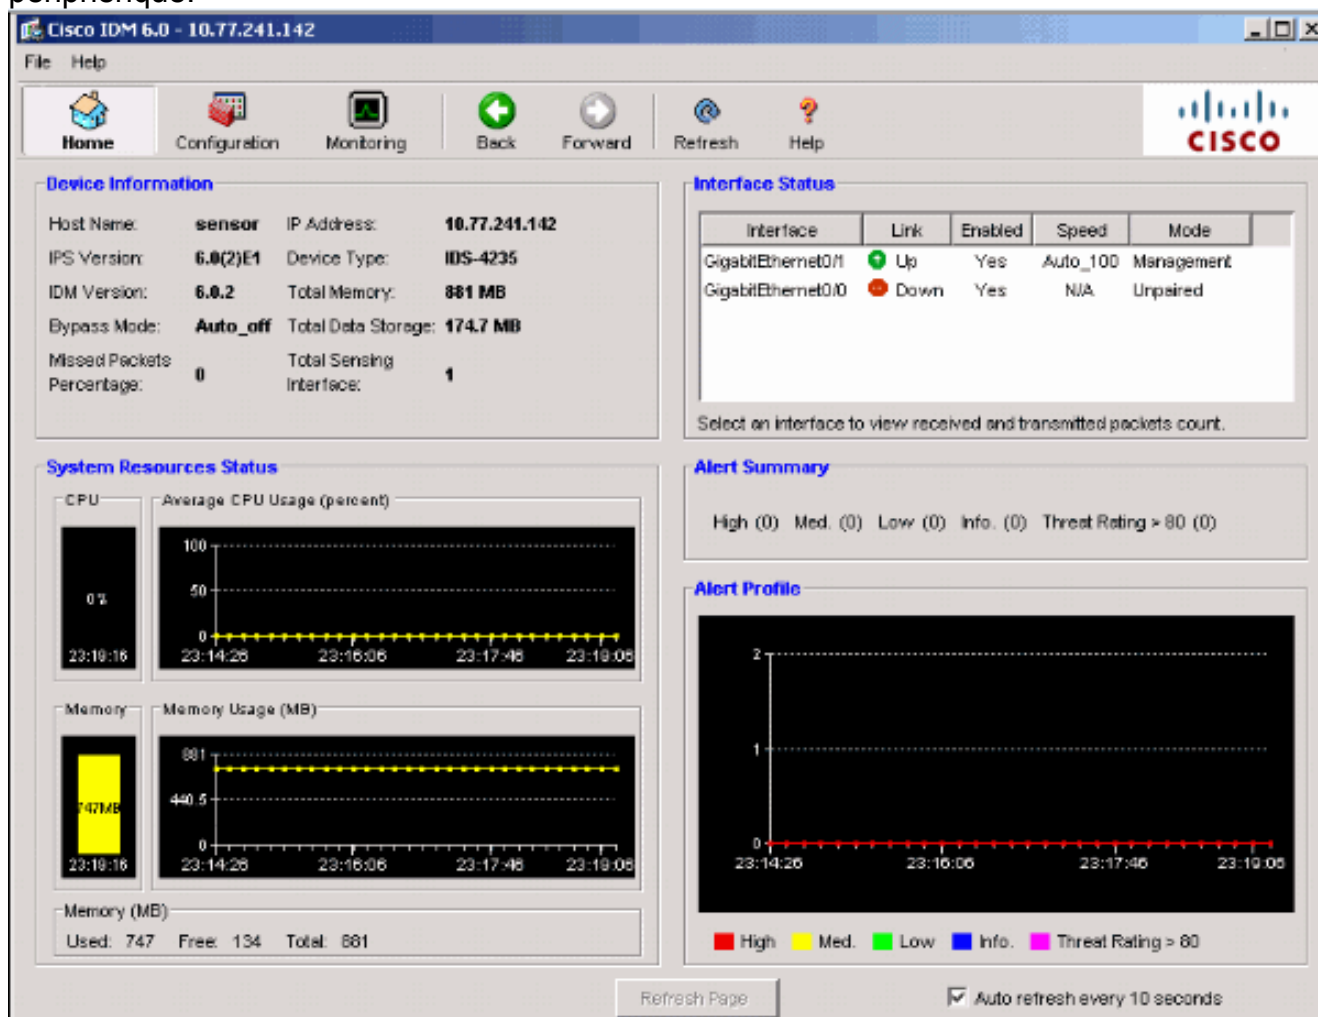 périphérique.
Cisco IDM 6.0 - 10.77.241.142
File Help
Home Configuration Monitoring Back Forward Refresh Help
CISCO
Device Information
Host Name: sensor IP Address: 10.77.241.142
IPS Version: 6.0(2)E1 Device Type: IDS-4235
IDM Version: 6.0.2 Total Memory: 881 MB
Bypass Mode: Auto_off Total Data Storage: 174.7 MB
Missed Packets Percentage: 0 Total Sensing Interface: 1
Interface Status
Interface Link Enabled Speed Mode
GigabitEthernet0/1 Up Yes Auto_100 Management
GigabitEthernet0/0 Down Yes N/A Unpaired
Select an interface to view received and transmitted packets count.
System Resources Status
CPU
0%
23:19:16
Average CPU Usage (percent)
100
50
0
23:14:26 23:16:06 23:17:46 23:19:06
Memory
747MB
23:19:16
Memory Usage (MB)
881
440.5
0
23:14:26 23:16:06 23:17:46 23:19:06
Memory (MB)
Used: 747 Free: 134 Total: 881
Alert Summary
High (0) Med. (0) Low (0) Info. (0) Threat Rating > 80 (0)
Alert Profile
2
1
0
23:14:26 23:16:06 23:17:46 23:19:06
High Med. Low Info. Threat Rating > 80
Refresh Page
Auto refresh every 10 seconds